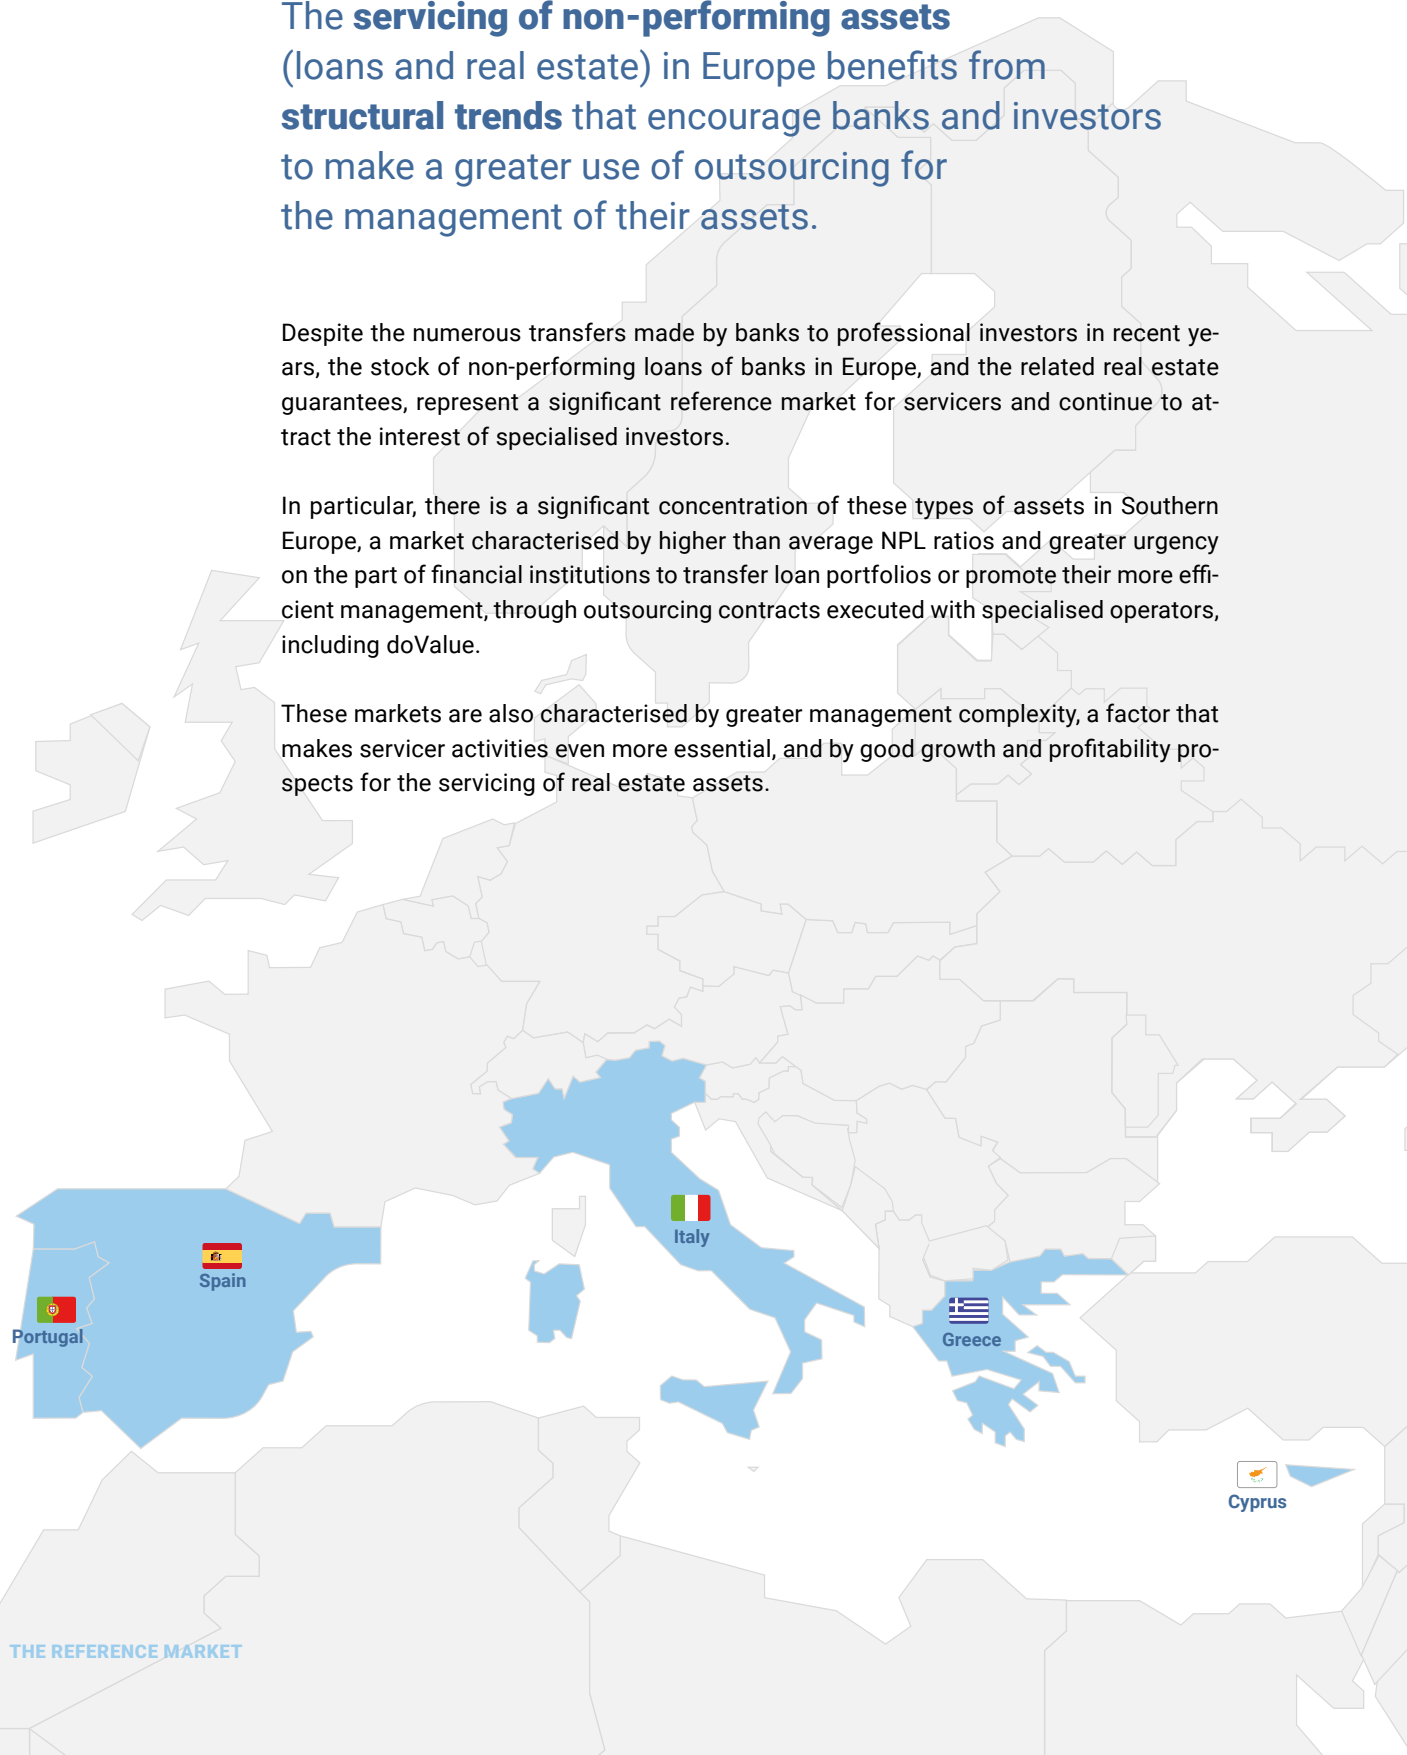 The servicing of non-performing assets
(loans and real estate) in Europe benefits from
structural trends that encourage banks and investors
to make a greater use of outsourcing for
the management of their assets.
Despite the numerous transfers made by banks to professional investors in recent ye-
ars, the stock of non-performing loans of banks in Europe, and the related real estate
guarantees, represent a significant reference market for servicers and continue to at-
tract the interest of specialised investors.
In particular, there is a significant concentration of these types of assets in Southern
Europe, a market characterised by higher than average NPL ratios and greater urgency
on the part of financial institutions to transfer loan portfolios or promote their more effi-
cient management, through outsourcing contracts executed with specialised operators,
including doValue.
These markets are also characterised by greater management complexity, a factor that
makes servicer activities even more essential, and by good growth and profitability pro-
spects for the servicing of real estate assets.
Italy
Spain
Portugal
Greece
Cyprus
THE REFERENCE MARKET